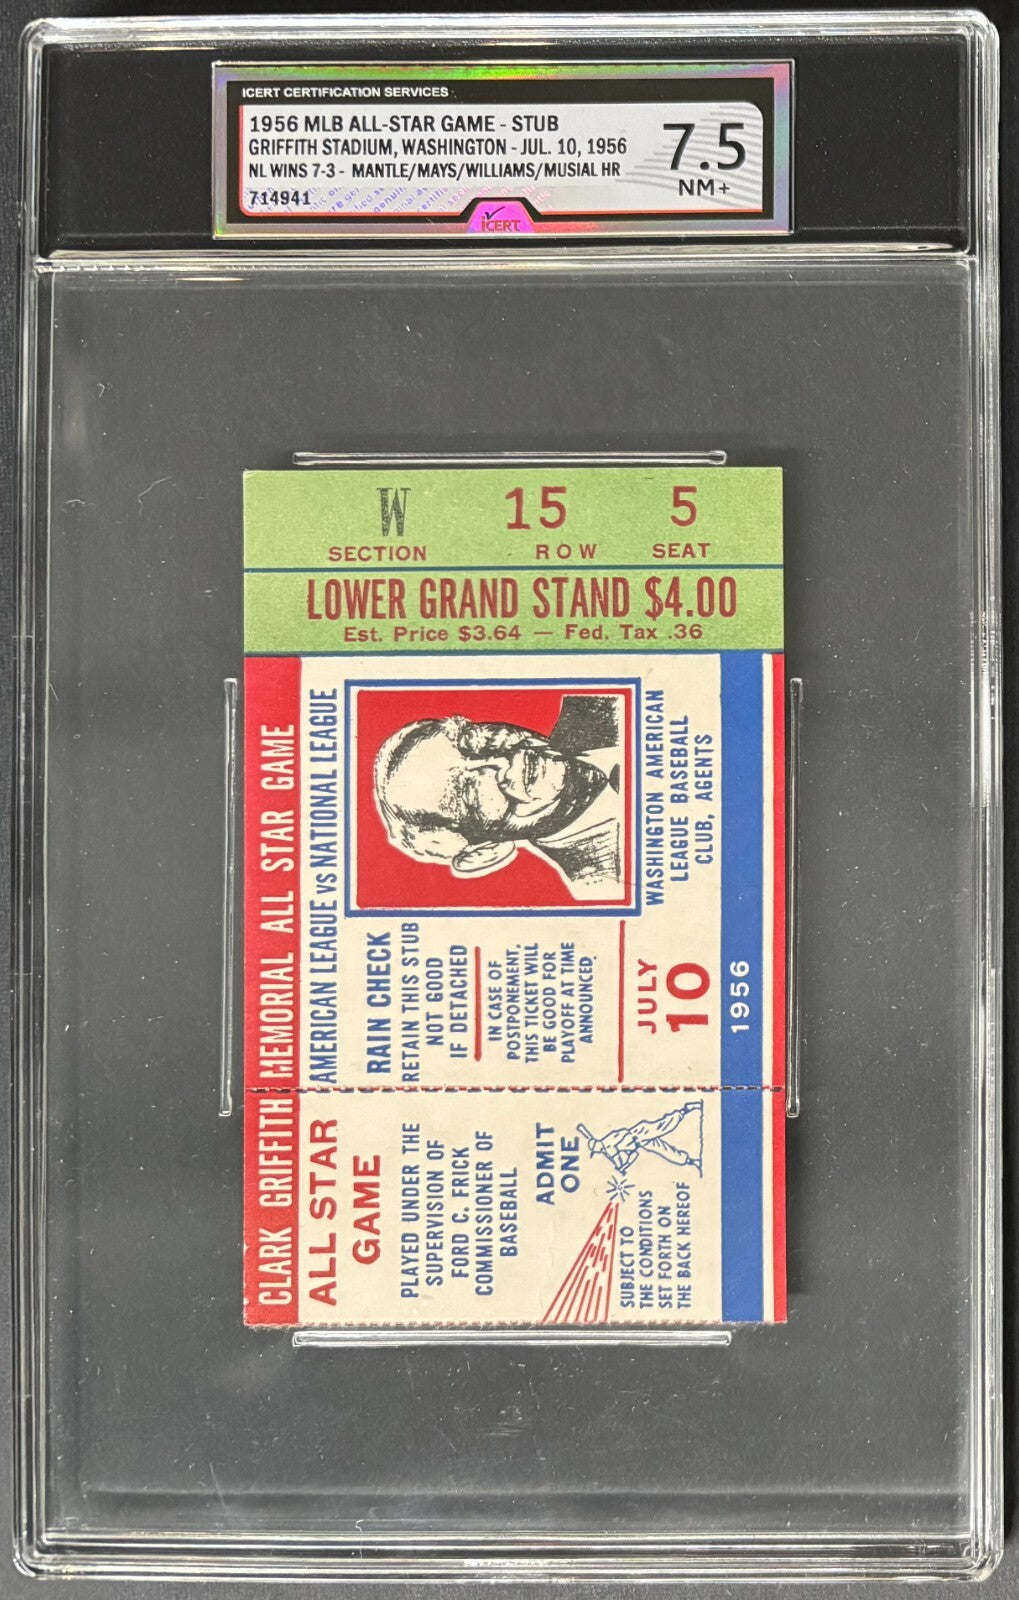 ICERT CERTIFICATION SERVICES
1956 MLB ALL-STAR GAME - STUB
GRIFFITH STADIUM, WASHINGTON - JUL. 10, 1956
NL WINS 7-3 - MANTLE/MAYS/WILLIAMS/MUSIAL HR
714941
7.5
NM+
iCERT
W 15 5
SECTION ROW SEAT
LOWER GRAND STAND $4.00
Est. Price $3.64 — Fed. Tax .36
CLARK GRIFFITH MEMORIAL ALL STAR GAME
AMERICAN LEAGUE VS NATIONAL LEAGUE
RAIN CHECK
RETAIN THIS STUB
NOT GOOD
IF DETACHED
IN CASE OF
POSTPONEMENT,
THIS TICKET WILL
BE GOOD FOR
PLAYOFF AT TIME
ANNOUNCED.
JULY
10
1956
WASHINGTON AMERICAN
LEAGUE BASEBALL
CLUB, AGENTS
ALL STAR
GAME
PLAYED UNDER THE
SUPERVISION OF
FORD C. FRICK
COMMISSIONER OF
BASEBALL
ADMIT
ONE
SUBJECT TO
THE CONDITIONS
SET FORTH ON
THE BACK HEREOF